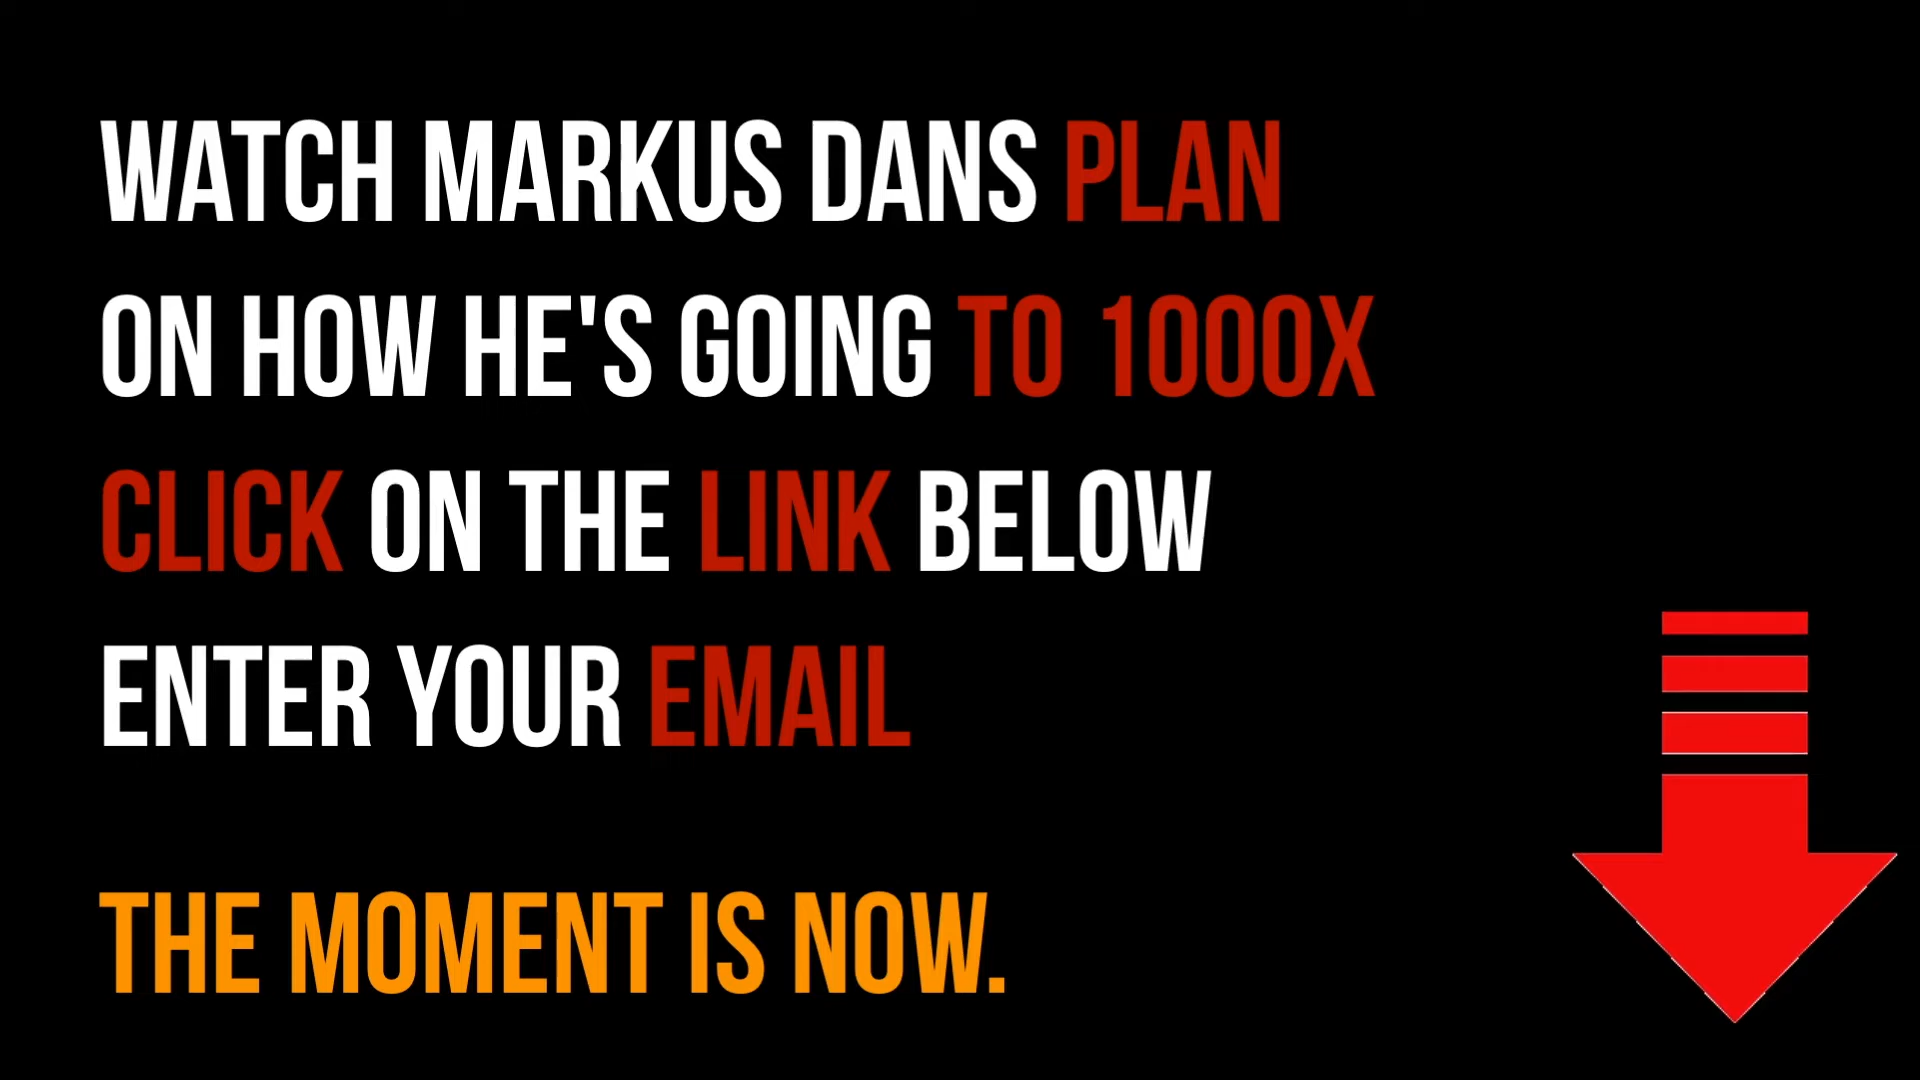 WATCH MARKUS DANS PLAN
ON HOW HE'S GOING TO 1000X
CLICK ON THE LINK BELOW
ENTER YOUR EMAIL
THE MOMENT IS NOW.